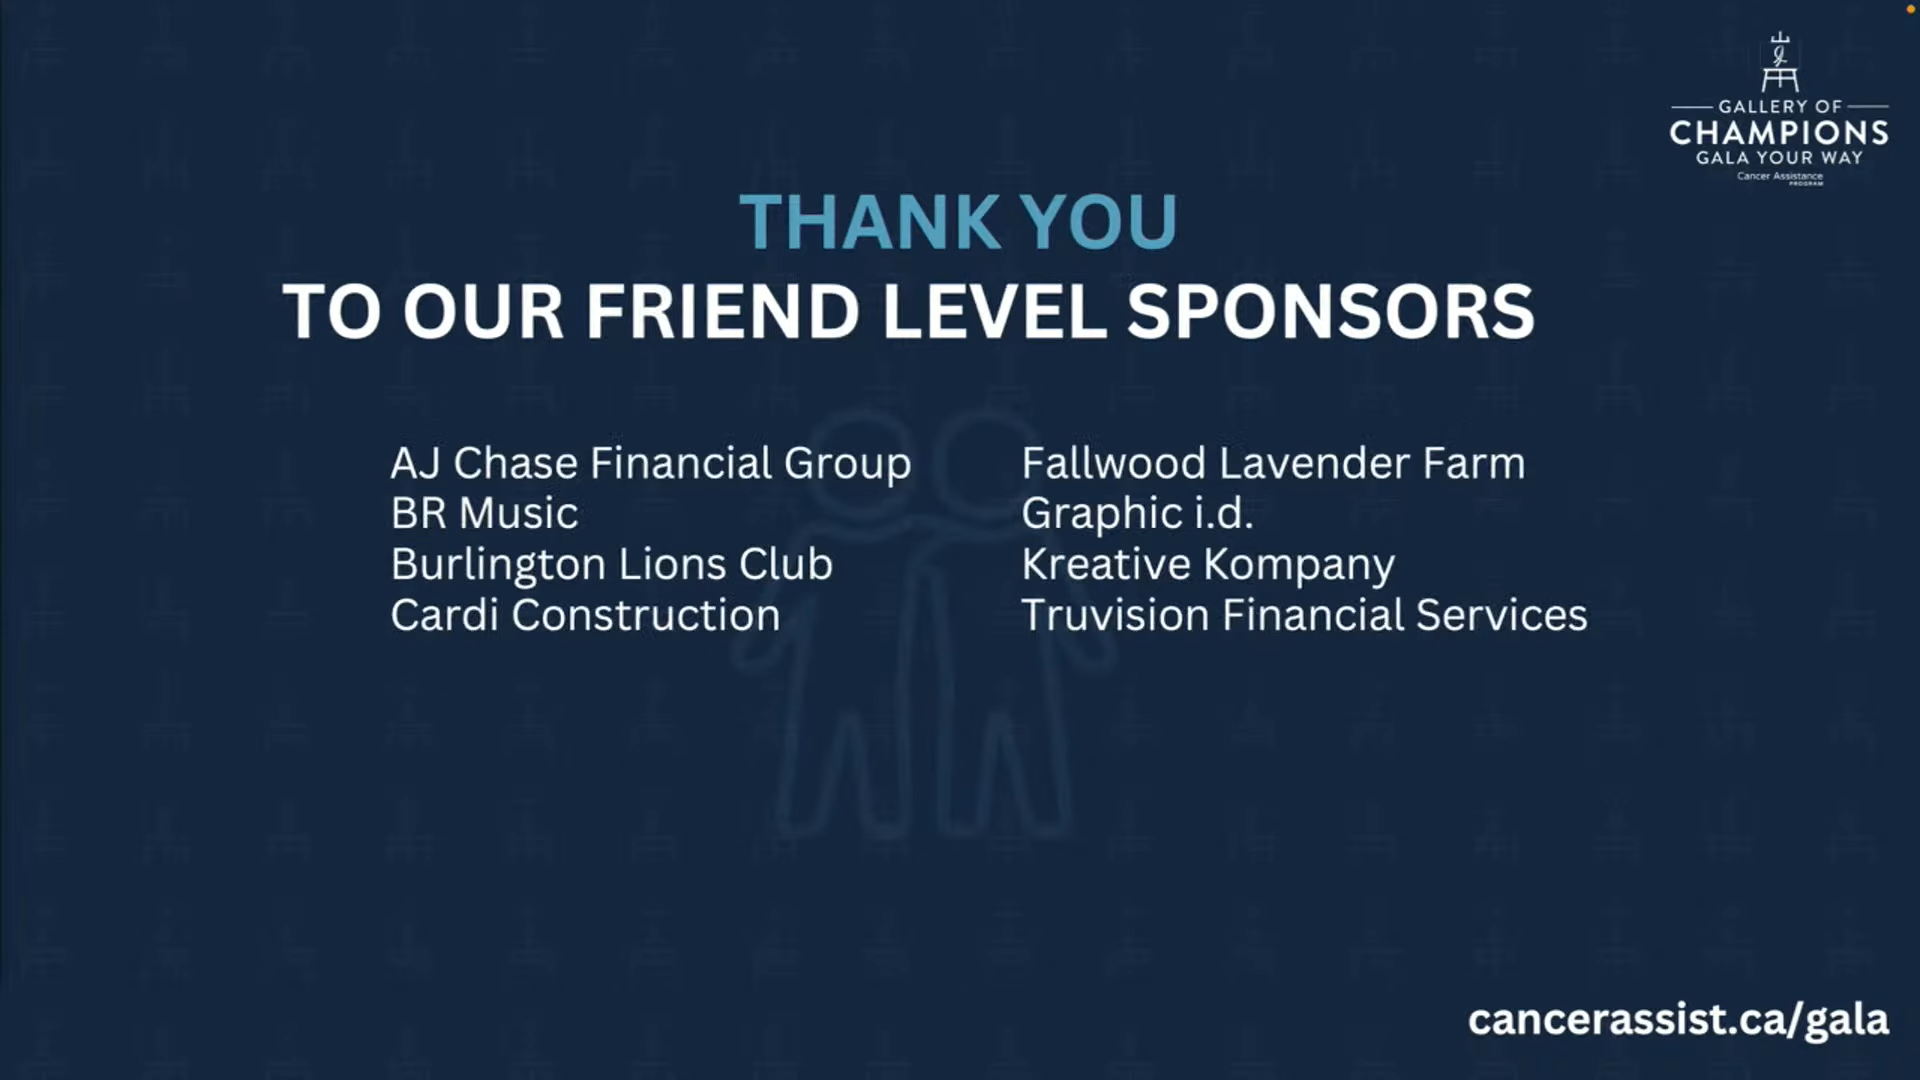 GALLERY OF
CHAMPIONS
GALA YOUR WAY
Cancer Assistance
PROGRAM
THANK YOU
TO OUR FRIEND LEVEL SPONSORS
AJ Chase Financial Group
BR Music
Burlington Lions Club
Cardi Construction
Fallwood Lavender Farm
Graphic i.d.
Kreative Kompany
Truvision Financial Services
cancerassist.ca/gala